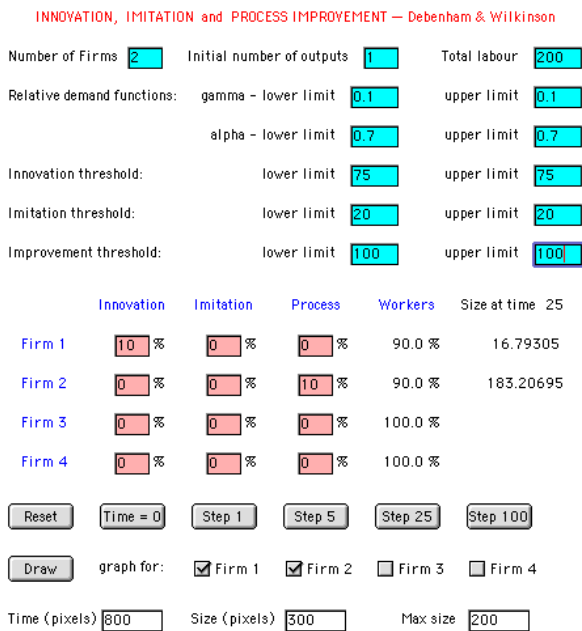 INNOVATION, IMITATION and PROCESS IMPROVEMENT — Debenham & Wilkinson
Number of Firms 2 Initial number of outputs 1 Total labour 200
Relative demand functions: gamma - lower limit 0.1 upper limit 0.1
alpha - lower limit 0.7 upper limit 0.7
Innovation threshold: lower limit 75 upper limit 75
Imitation threshold: lower limit 20 upper limit 20
Improvement threshold: lower limit 100 upper limit 100
Innovation Imitation Process Workers Size at time 25
Firm 1 10 % 0 % 0 % 90.0 % 16.79305
Firm 2 0 % 0 % 10 % 90.0 % 183.20695
Firm 3 0 % 0 % 0 % 100.0 %
Firm 4 0 % 0 % 0 % 100.0 %
Reset Time = 0 Step 1 Step 5 Step 25 Step 100
Draw graph for: Firm 1 Firm 2 Firm 3 Firm 4
Time (pixels) 800 Size (pixels) 300 Max size 200